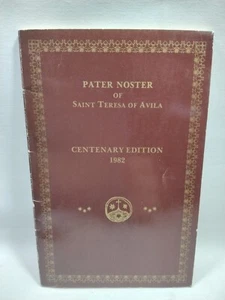 PATER NOSTER
OF
SAINT TERESA OF AVILA
CENTENARY EDITION
1982